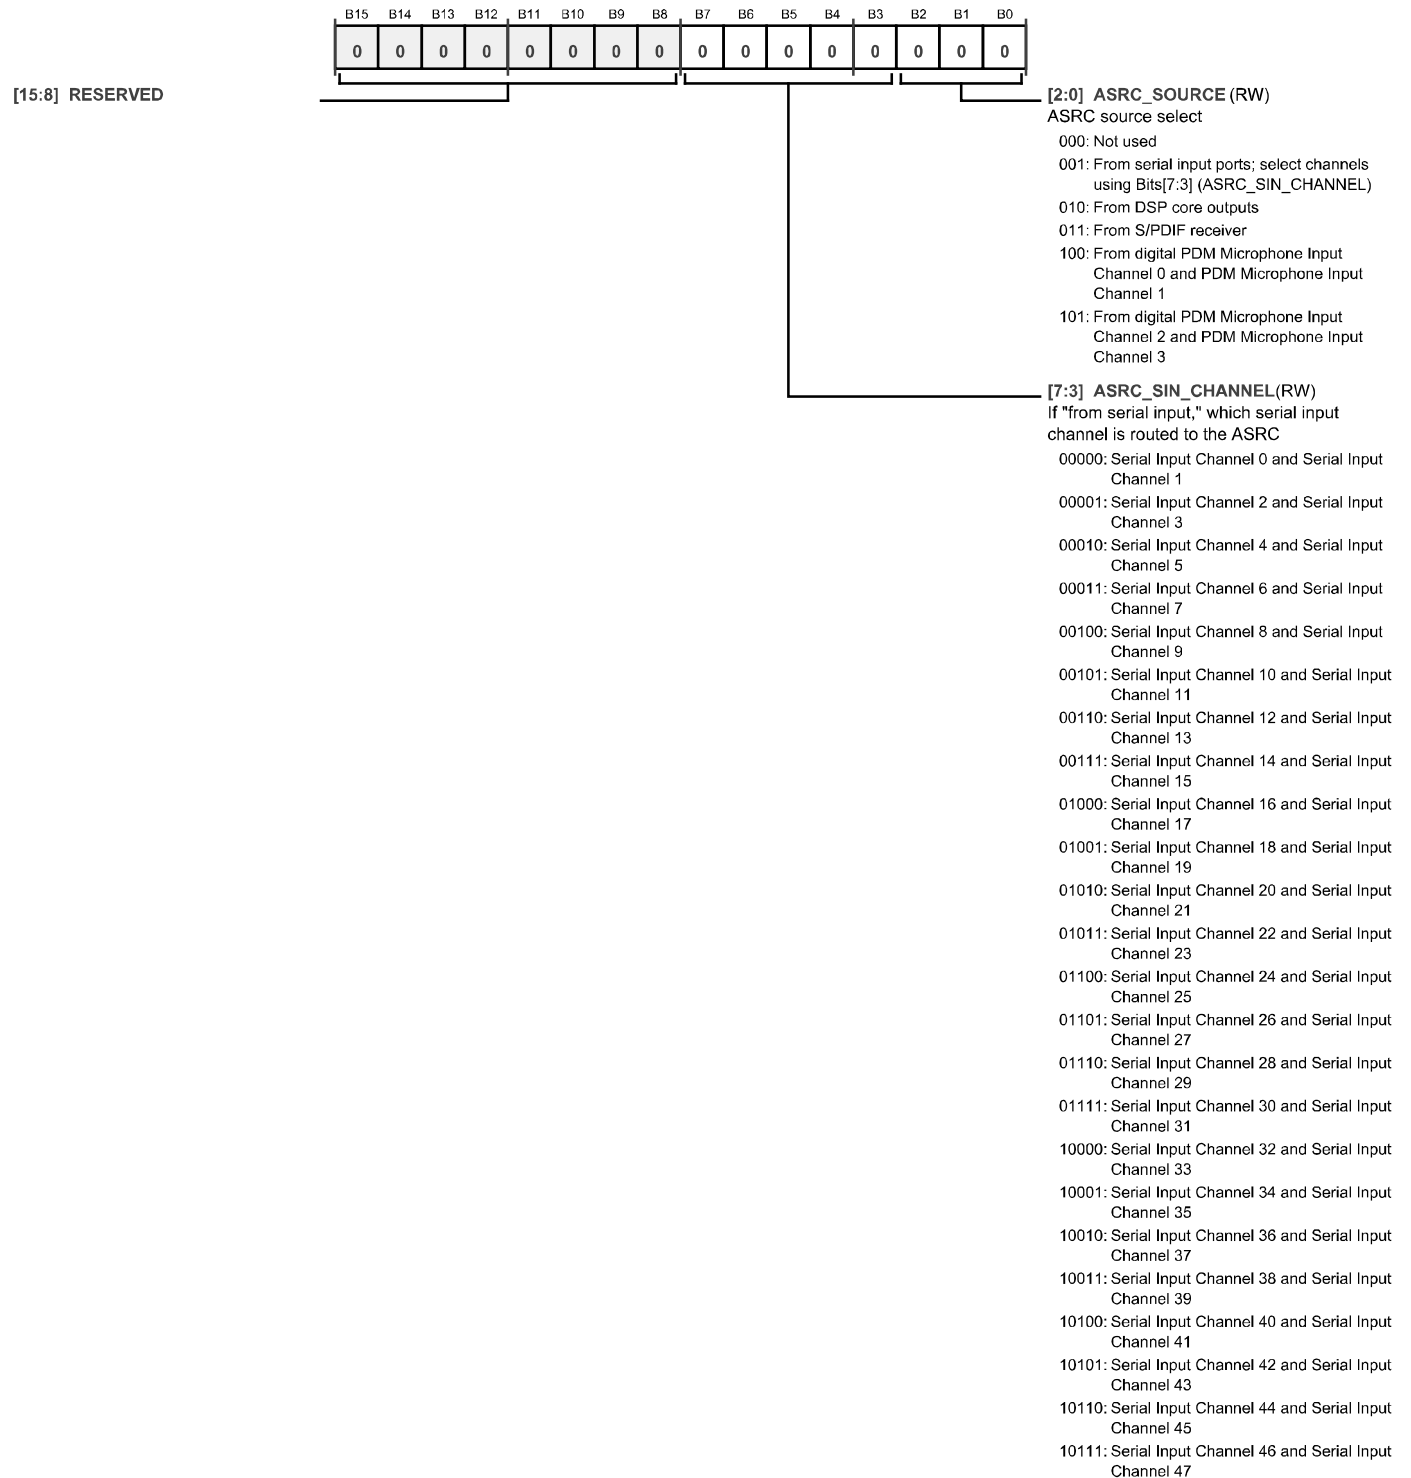 B15 B14 B13 B12 B11 B10 B9 B8 B7 B6 B5 B4 B3 B2 B1 B0
0 0 0 0 0 0 0 0 0 0 0 0 0 0 0 0
[15:8] RESERVED
[2:0] ASRC_SOURCE (RW)
ASRC source select
000: Not used
001: From serial input ports; select channels
using Bits[7:3] (ASRC_SIN_CHANNEL)
010: From DSP core outputs
011: From S/PDIF receiver
100: From digital PDM Microphone Input
Channel 0 and PDM Microphone Input
Channel 1
101: From digital PDM Microphone Input
Channel 2 and PDM Microphone Input
Channel 3
[7:3] ASRC_SIN_CHANNEL(RW)
If "from serial input," which serial input
channel is routed to the ASRC
00000: Serial Input Channel 0 and Serial Input
Channel 1
00001: Serial Input Channel 2 and Serial Input
Channel 3
00010: Serial Input Channel 4 and Serial Input
Channel 5
00011: Serial Input Channel 6 and Serial Input
Channel 7
00100: Serial Input Channel 8 and Serial Input
Channel 9
00101: Serial Input Channel 10 and Serial Input
Channel 11
00110: Serial Input Channel 12 and Serial Input
Channel 13
00111: Serial Input Channel 14 and Serial Input
Channel 15
01000: Serial Input Channel 16 and Serial Input
Channel 17
01001: Serial Input Channel 18 and Serial Input
Channel 19
01010: Serial Input Channel 20 and Serial Input
Channel 21
01011: Serial Input Channel 22 and Serial Input
Channel 23
01100: Serial Input Channel 24 and Serial Input
Channel 25
01101: Serial Input Channel 26 and Serial Input
Channel 27
01110: Serial Input Channel 28 and Serial Input
Channel 29
01111: Serial Input Channel 30 and Serial Input
Channel 31
10000: Serial Input Channel 32 and Serial Input
Channel 33
10001: Serial Input Channel 34 and Serial Input
Channel 35
10010: Serial Input Channel 36 and Serial Input
Channel 37
10011: Serial Input Channel 38 and Serial Input
Channel 39
10100: Serial Input Channel 40 and Serial Input
Channel 41
10101: Serial Input Channel 42 and Serial Input
Channel 43
10110: Serial Input Channel 44 and Serial Input
Channel 45
10111: Serial Input Channel 46 and Serial Input
Channel 47